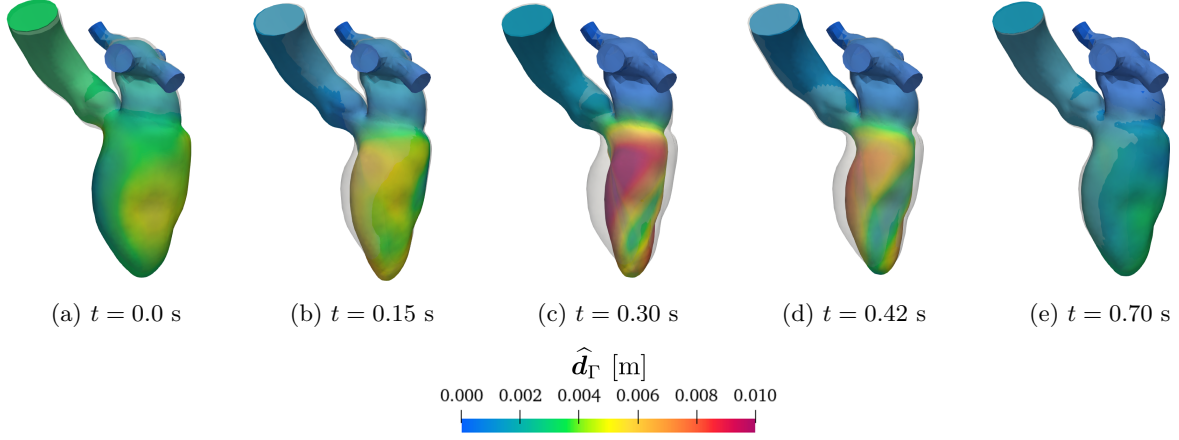 (a) t = 0.0 s (b) t = 0.15 s (c) t = 0.30 s (d) t = 0.42 s (e) t = 0.70 s
d̂_Γ [m]
0.000 0.002 0.004 0.006 0.008 0.010